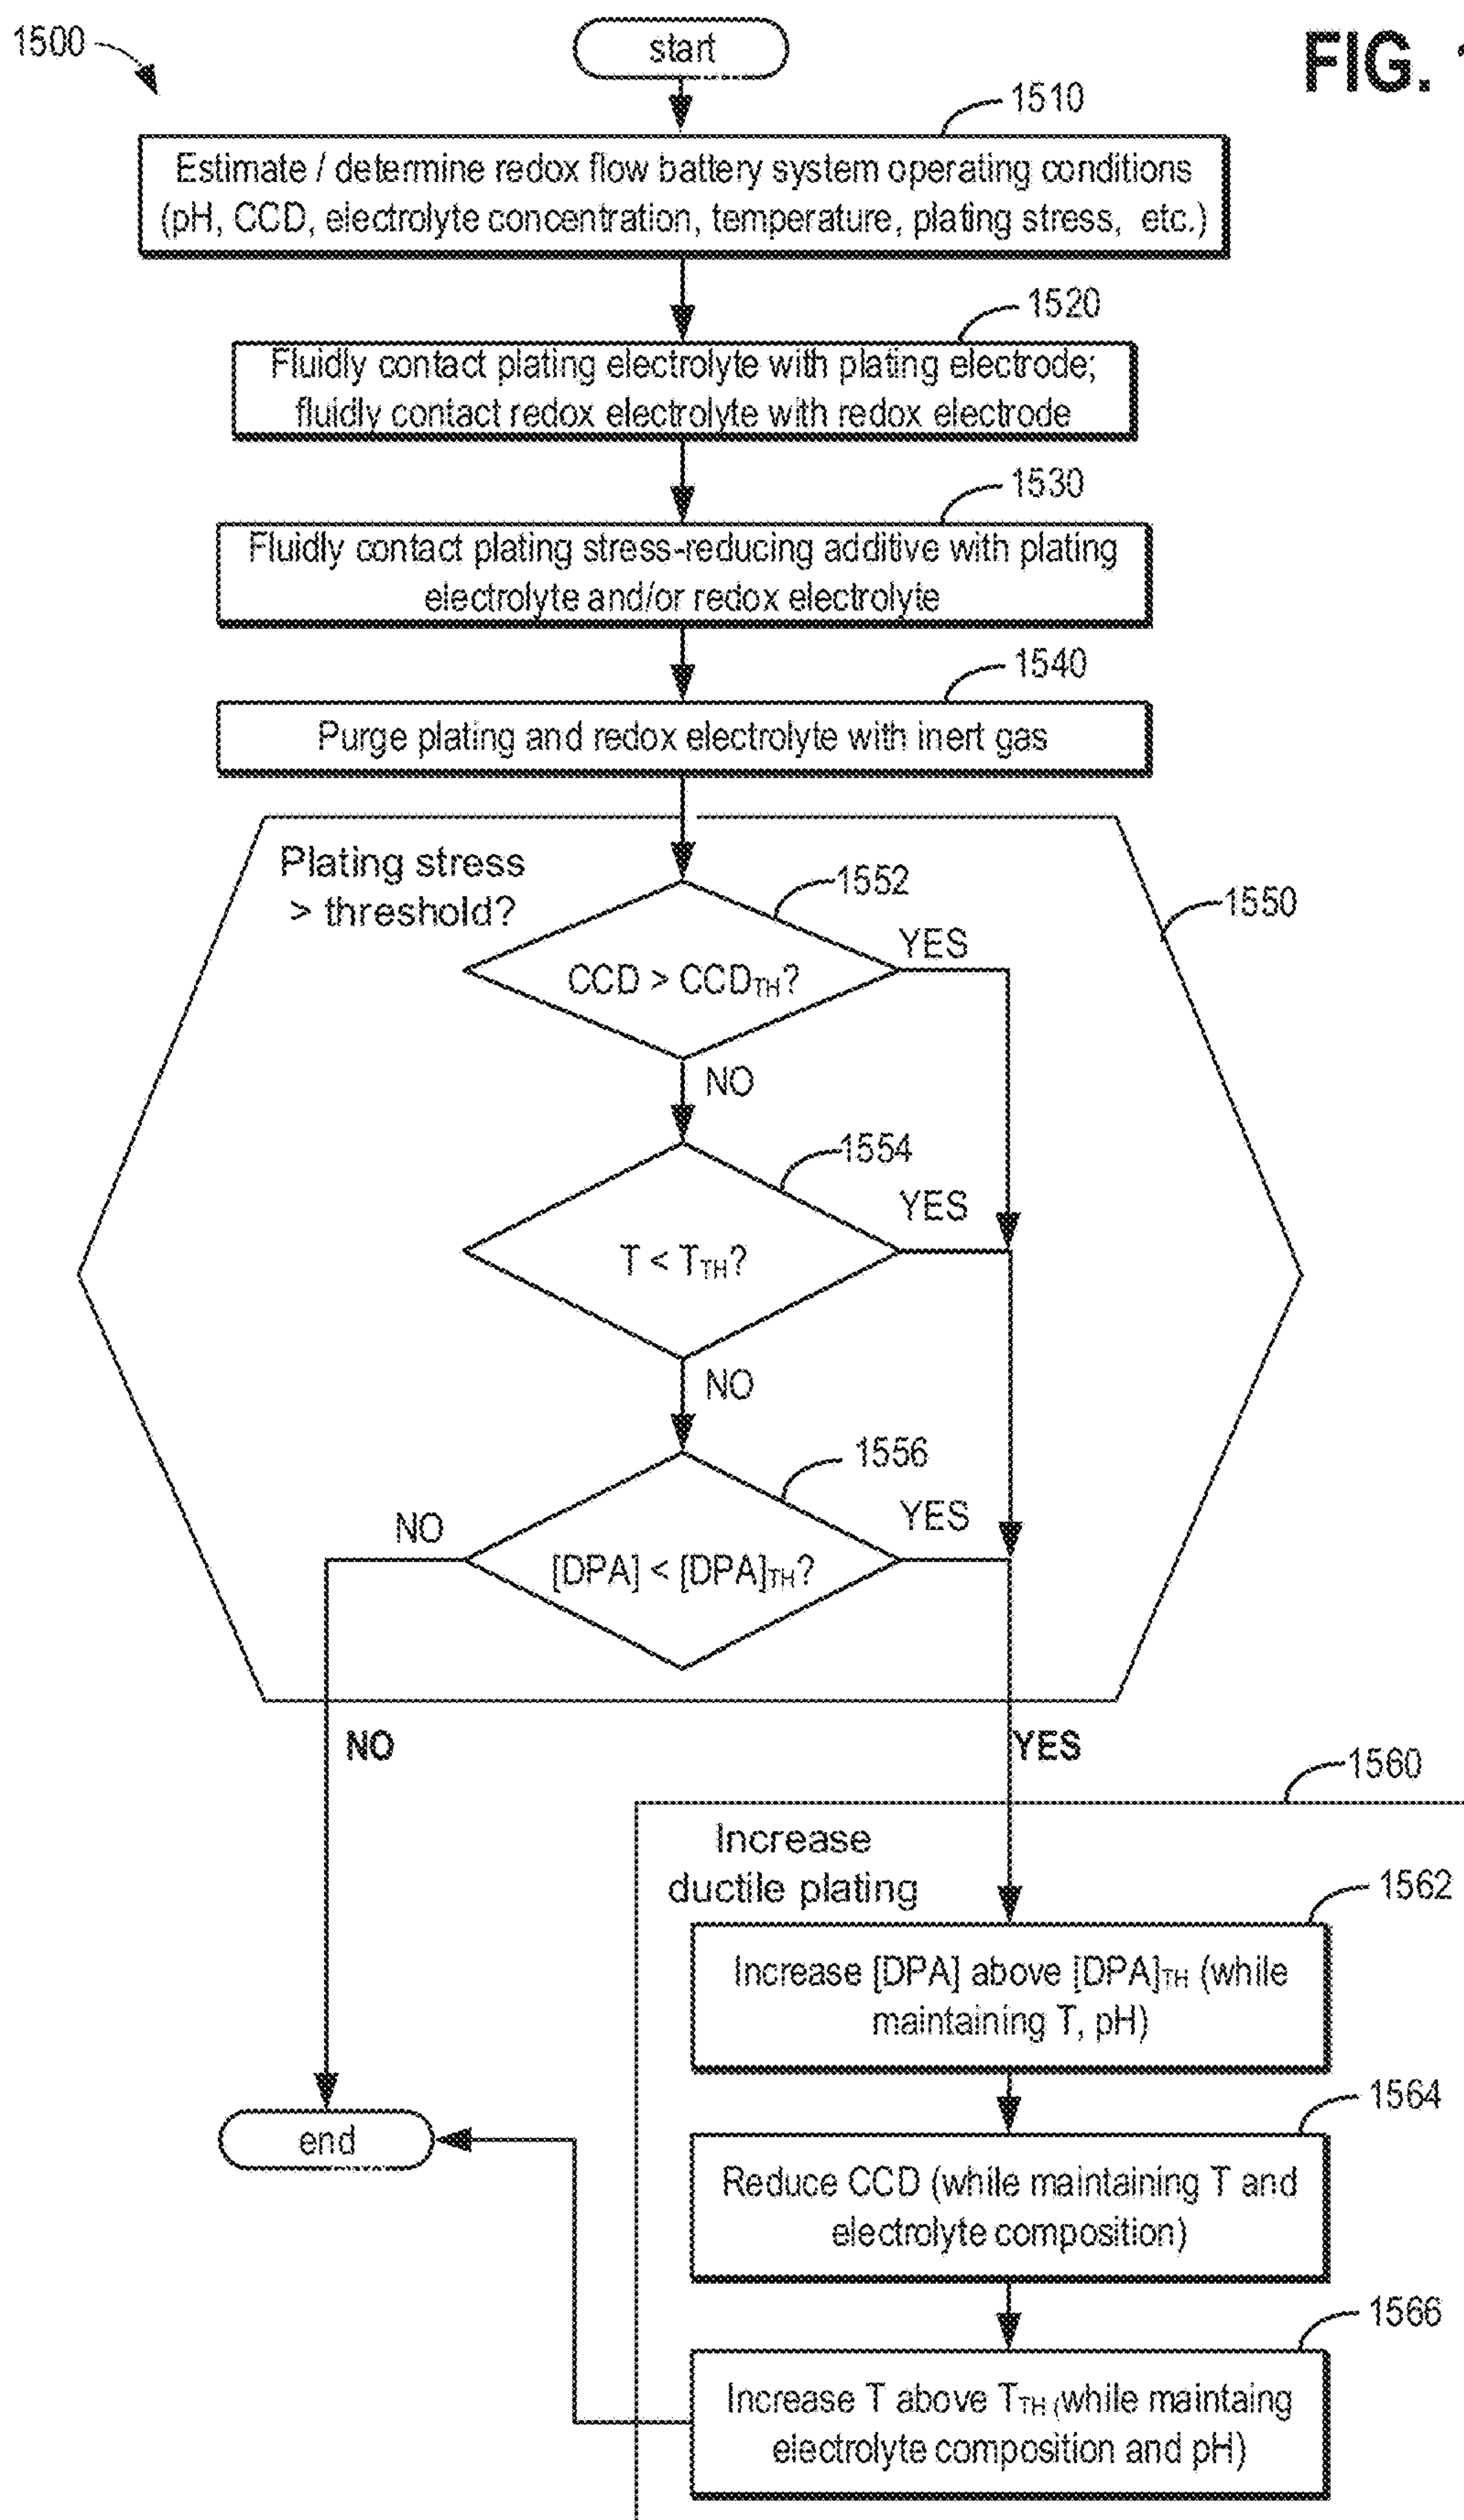 1500
start
FIG. 1
1510
Estimate / determine redox flow battery system operating conditions
(pH, CCD, electrolyte concentration, temperature, plating stress, etc.)
1520
Fluidly contact plating electrolyte with plating electrode;
fluidly contact redox electrolyte with redox electrode
1530
Fluidly contact plating stress-reducing additive with plating
electrolyte and/or redox electrolyte
1540
Purge plating and redox electrolyte with inert gas
Plating stress
> threshold?
1552
1550
YES
CCD > CCDTH?
NO
1554
YES
T < TTH?
NO
1556
NO
YES
[DPA] < [DPA]TH?
NO
YES
1560
Increase
ductile plating
1562
Increase [DPA] above [DPA]TH (while
maintaining T, pH)
1564
end
Reduce CCD (while maintaining T and
electrolyte composition)
1566
Increase T above TTH (while maintaing
electrolyte composition and pH)